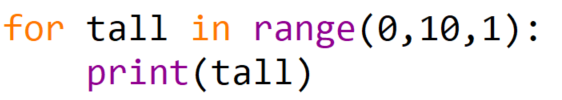 for tall in range(0,10,1):
    print(tall)